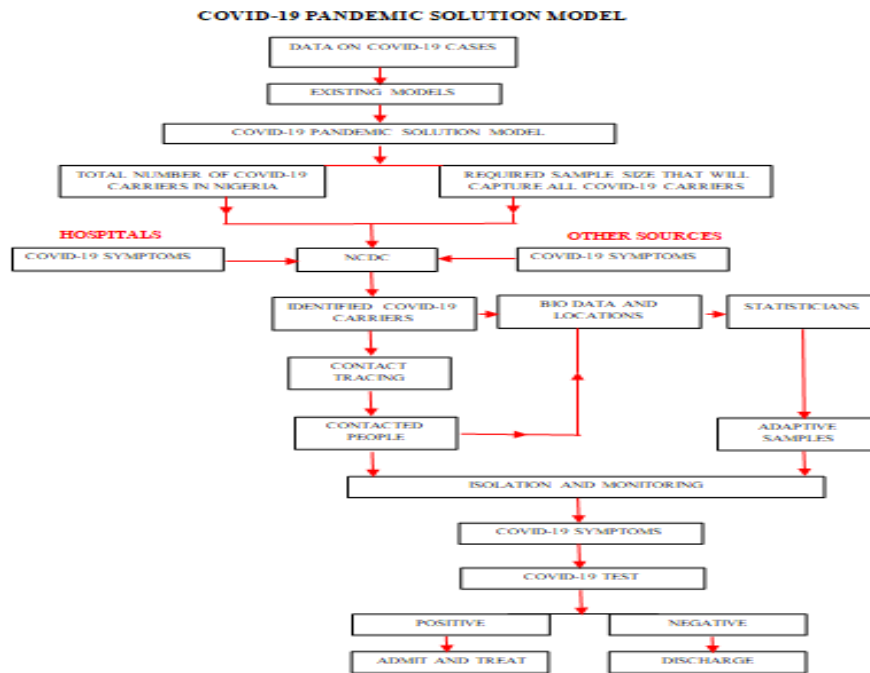 COVID-19 PANDEMIC SOLUTION MODEL
DATA ON COVID-19 CASES
EXISTING MODELS
COVID-19 PANDEMIC SOLUTION MODEL
TOTAL NUMBER OF COVID-19
CARRIERS IN NIGERIA
REQUIRED SAMPLE SIZE THAT WILL
CAPTURE ALL COVID-19 CARRIERS
HOSPITALS
OTHER SOURCES
COVID-19 SYMPTOMS
NCDC
COVID-19 SYMPTOMS
IDENTIFIED COVID-19
CARRIERS
BIO DATA AND
LOCATIONS
STATISTICIANS
CONTACT
TRACING
CONTACTED
PEOPLE
ADAPTIVE
SAMPLES
ISOLATION AND MONITORING
COVID-19 SYMPTOMS
COVID-19 TEST
POSITIVE
NEGATIVE
ADMIT AND TREAT
DISCHARGE